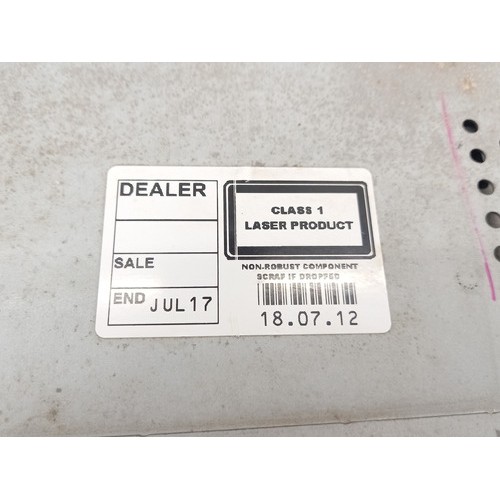 DEALER
SALE
END JUL17
CLASS 1
LASER PRODUCT
NON-ROBUST COMPONENT
SCRAP IF DROPPED
18.07.12